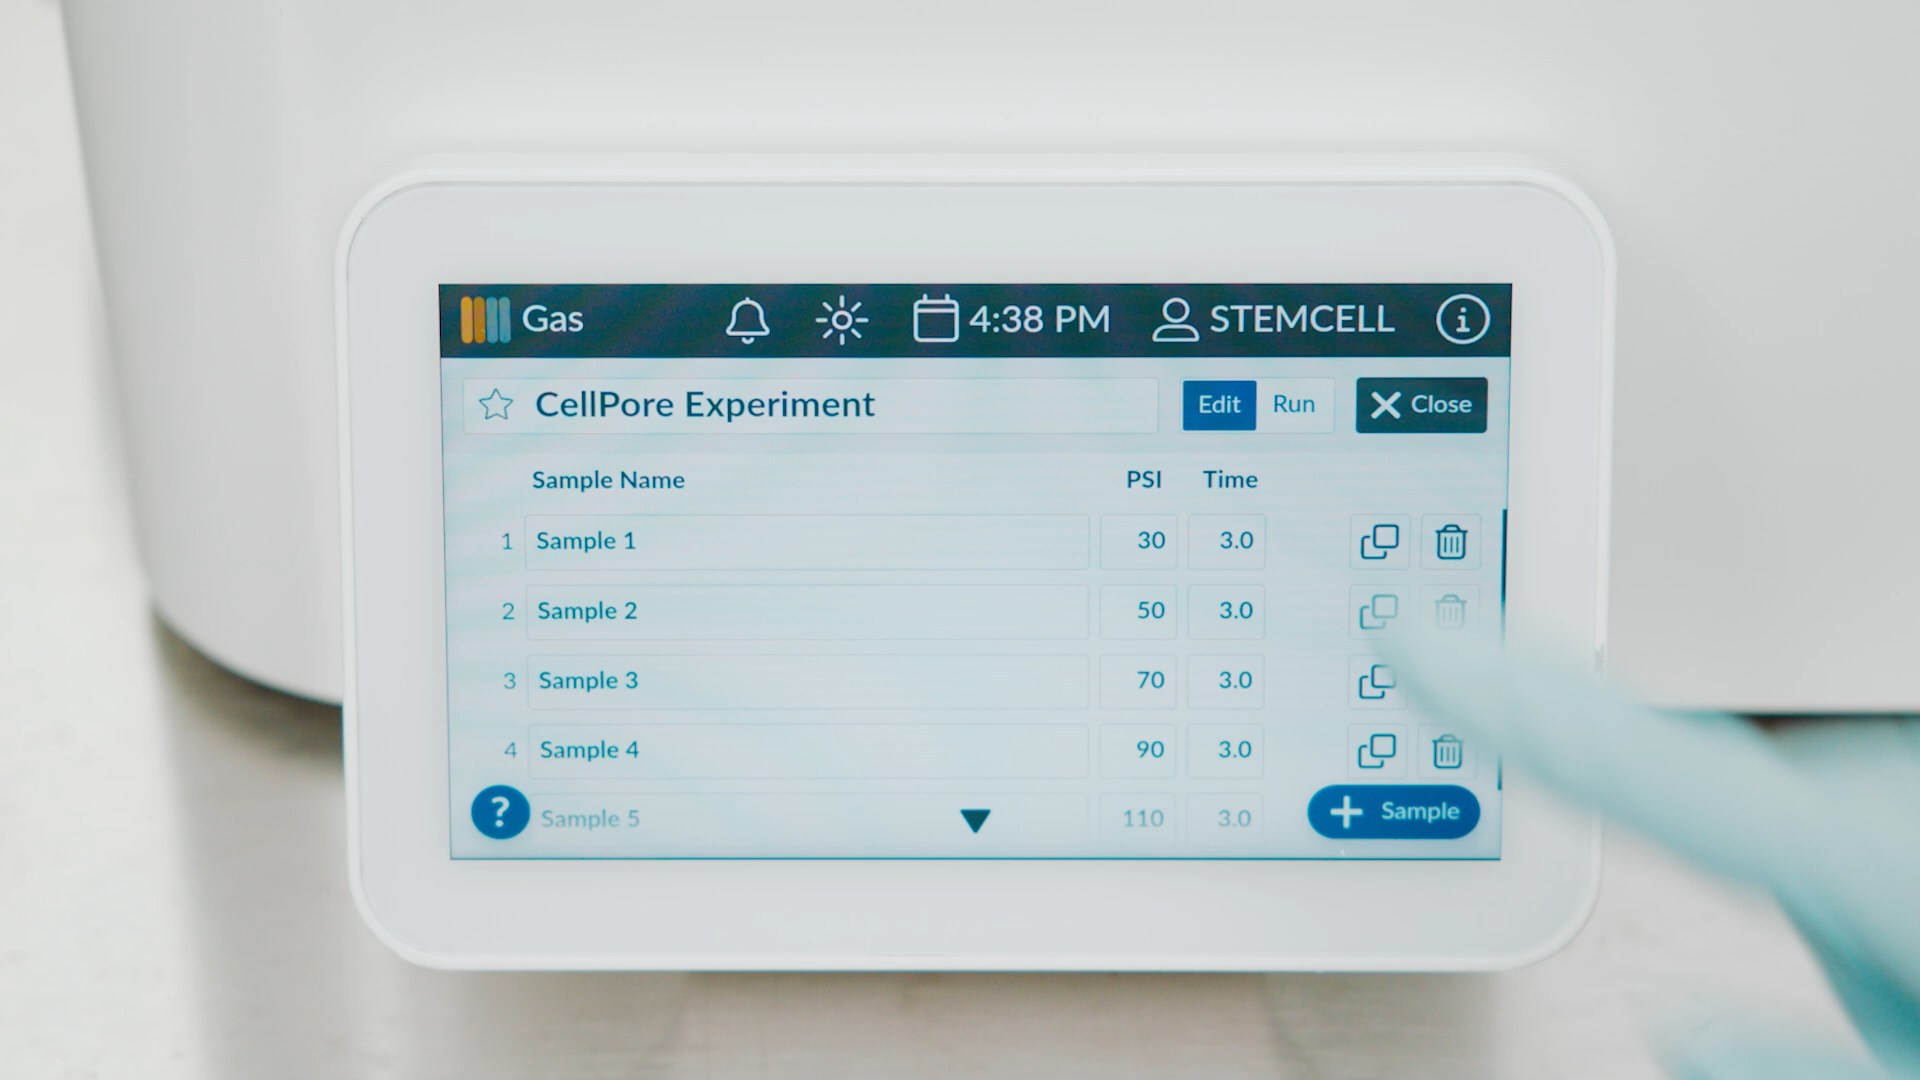 Gas 4:38 PM STEMCELL i
CellPore Experiment Edit Run Close
Sample Name PSI Time
1 Sample 1 30 3.0
2 Sample 2 50 3.0
3 Sample 3 70 3.0
4 Sample 4 90 3.0
? Sample 5 110 3.0 + Sample